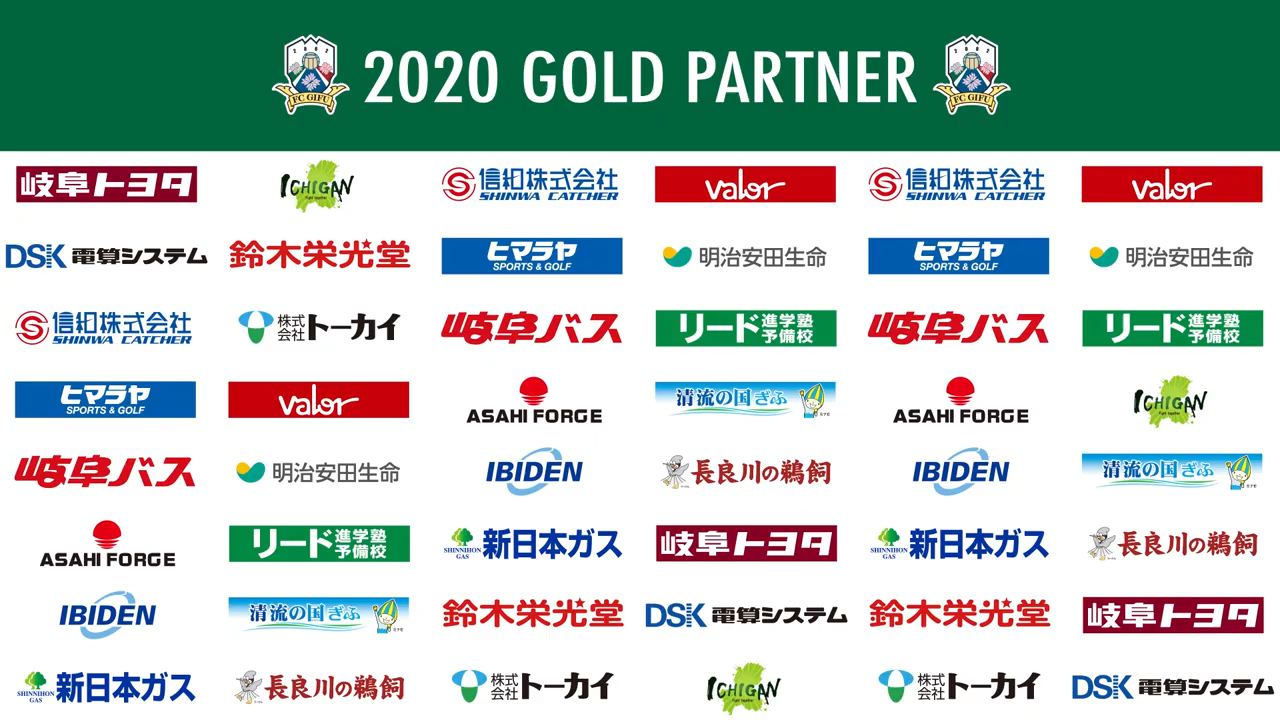 2002
FC GIFU
2020 GOLD PARTNER
2002
FC GIFU
岐阜トヨタ
ICHIGAN
信和株式会社
SHINWA CATCHER
valor
信和株式会社
SHINWA CATCHER
valor
DSK 電算システム
鈴木栄光堂
ヒマラヤ
SPORTS & GOLF
明治安田生命
ヒマラヤ
SPORTS & GOLF
明治安田生命
信和株式会社
SHINWA CATCHER
株式会社トーカイ
岐阜バス
リード進学塾予備校
岐阜バス
リード進学塾予備校
ヒマラヤ
SPORTS & GOLF
valor
ASAHI FORGE
清流の国ぎふ
ASAHI FORGE
ICHIGAN
岐阜バス
明治安田生命
IBIDEN
長良川の鵜飼
IBIDEN
清流の国ぎふ
ASAHI FORGE
リード進学塾予備校
SHINNIHON GAS 新日本ガス
岐阜トヨタ
SHINNIHON GAS 新日本ガス
長良川の鵜飼
IBIDEN
清流の国ぎふ
鈴木栄光堂
DSK 電算システム
鈴木栄光堂
岐阜トヨタ
SHINNIHON GAS 新日本ガス
長良川の鵜飼
株式会社トーカイ
ICHIGAN
株式会社トーカイ
DSK 電算システム